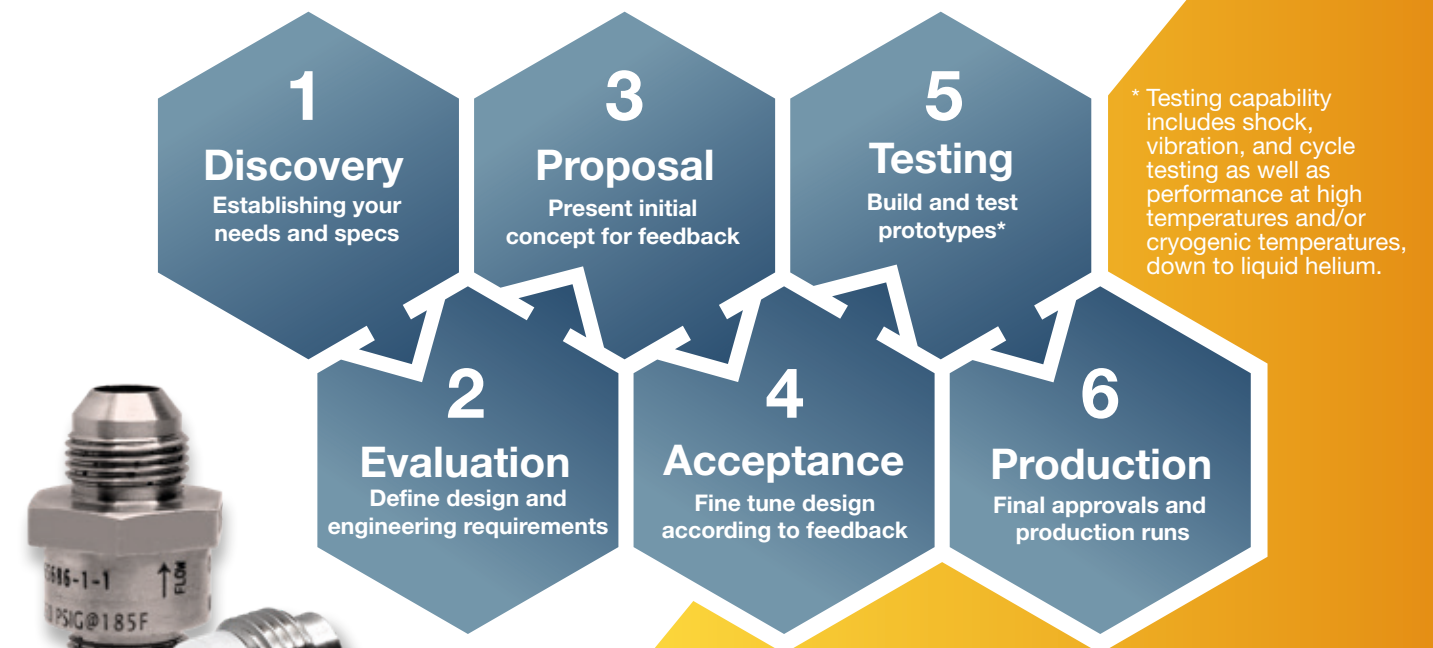 1
Discovery
Establishing your
needs and specs
2
Evaluation
Define design and
engineering requirements
3
Proposal
Present initial
concept for feedback
4
Acceptance
Fine tune design
according to feedback
5
Testing
Build and test
prototypes*
6
Production
Final approvals and
production runs
* Testing capability
includes shock,
vibration, and cycle
testing as well as
performance at high
temperatures and/or
cryogenic temperatures,
down to liquid helium.
FLOW
PSIG@185F